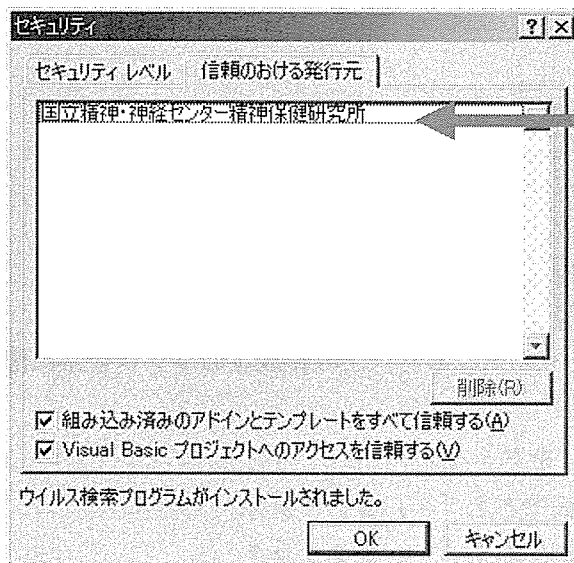 セキュリティ
? ×
セキュリティ レベル 信頼のおける発行元
国立精神・神経センター精神保健研究所
削除(R)
組み込み済みのアドインとテンプレートをすべて信頼する(A)
Visual Basic プロジェクトへのアクセスを信頼する(V)
ウイルス検索プログラムがインストールされました。
OK キャンセル